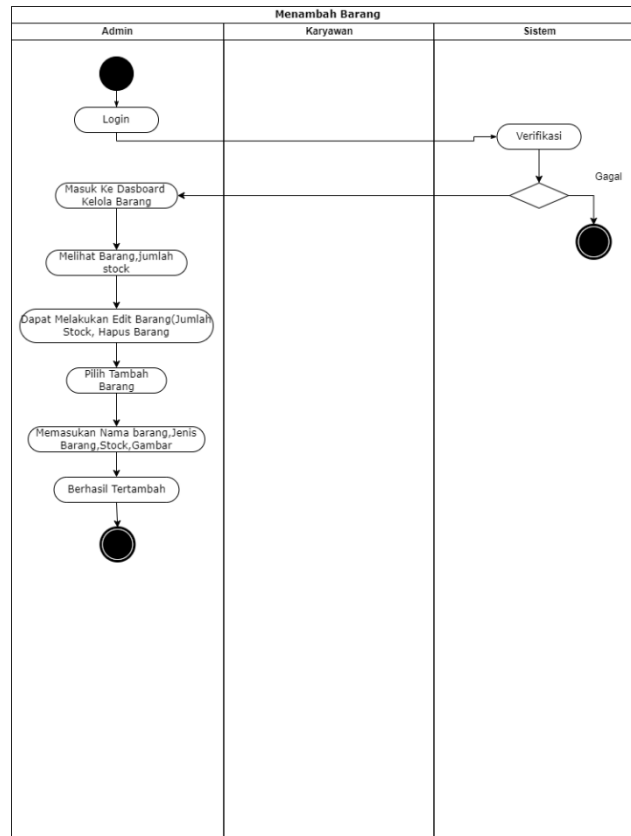 Menambah Barang
Admin
Karyawan
Sistem
Login
Verifikasi
Gagal
Masuk Ke Dasboard
Kelola Barang
Melihat Barang,jumlah
stock
Dapat Melakukan Edit Barang(Jumlah
Stock, Hapus Barang
Pilih Tambah
Barang
Memasukan Nama barang,Jenis
Barang,Stock,Gambar
Berhasil Tertambah